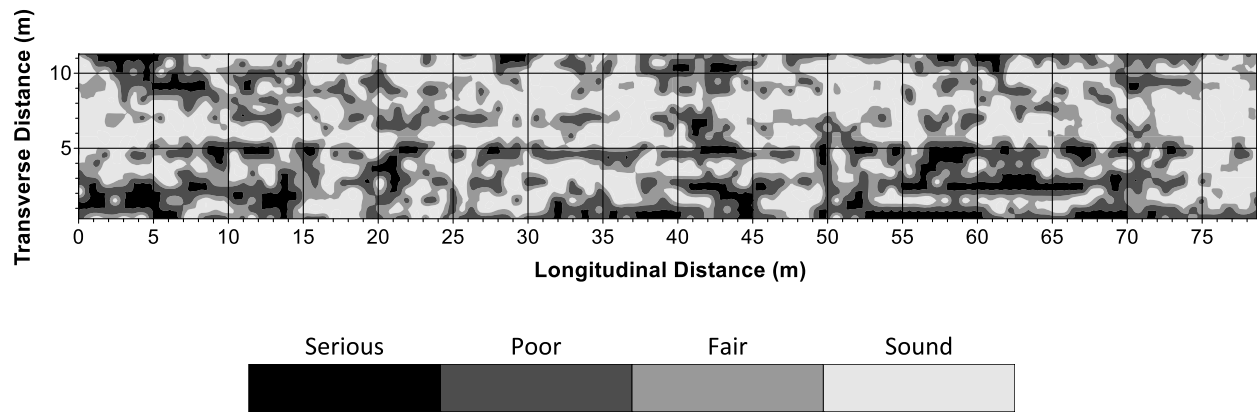 Transverse Distance (m)
10
5
0 5 10 15 20 25 30 35 40 45 50 55 60 65 70 75
Longitudinal Distance (m)
Serious Poor Fair Sound